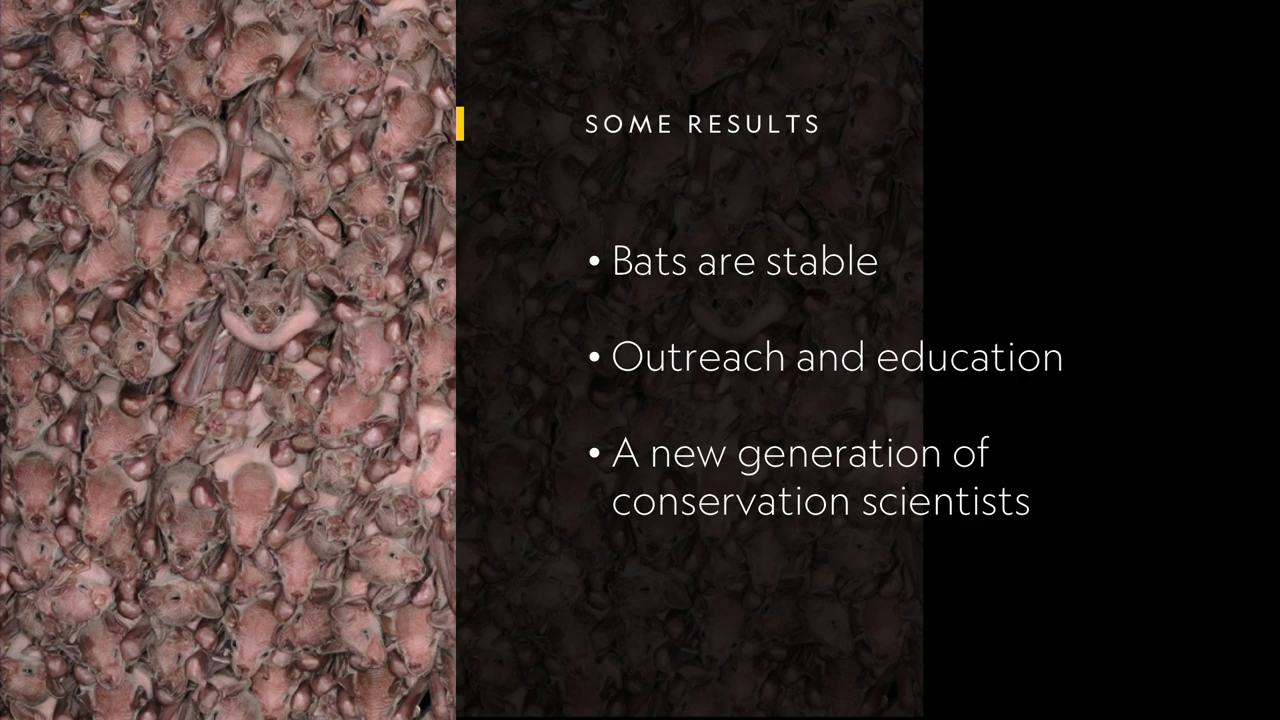 SOME RESULTS
• Bats are stable
• Outreach and education
• A new generation of
conservation scientists